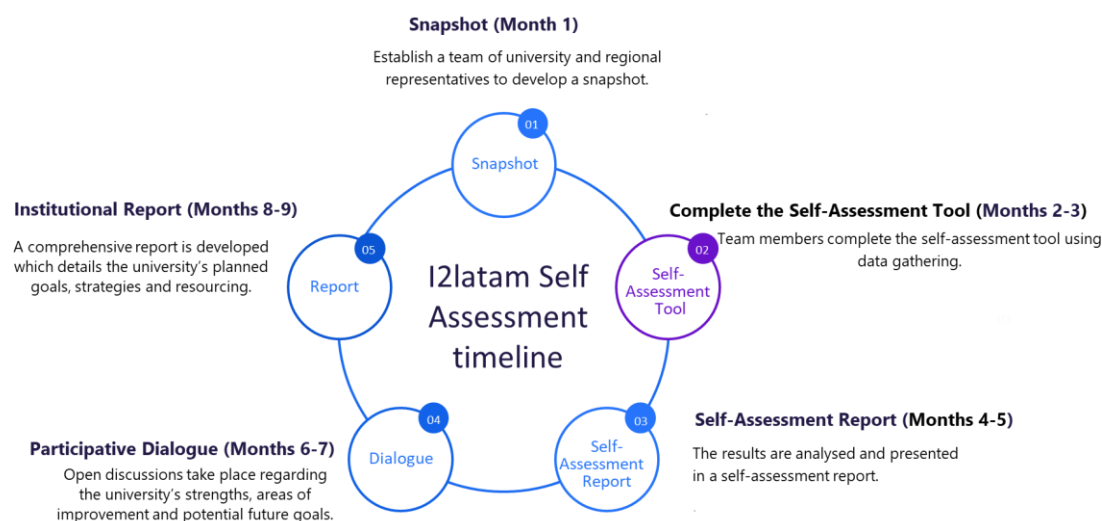 Snapshot (Month 1)
Establish a team of university and regional
representatives to develop a snapshot.
01
Snapshot
Institutional Report (Months 8-9)
A comprehensive report is developed
which details the university's planned
goals, strategies and resourcing.
05
Report
I2latam Self
Assessment
timeline
Complete the Self-Assessment Tool (Months 2-3)
Team members complete the self-assessment tool using
data gathering.
02
Self-
Assessment
Tool
Participative Dialogue (Months 6-7)
Open discussions take place regarding
the university's strengths, areas of
improvement and potential future goals.
04
Dialogue
03
Self-
Assessment
Report
Self-Assessment Report (Months 4-5)
The results are analysed and presented
in a self-assessment report.